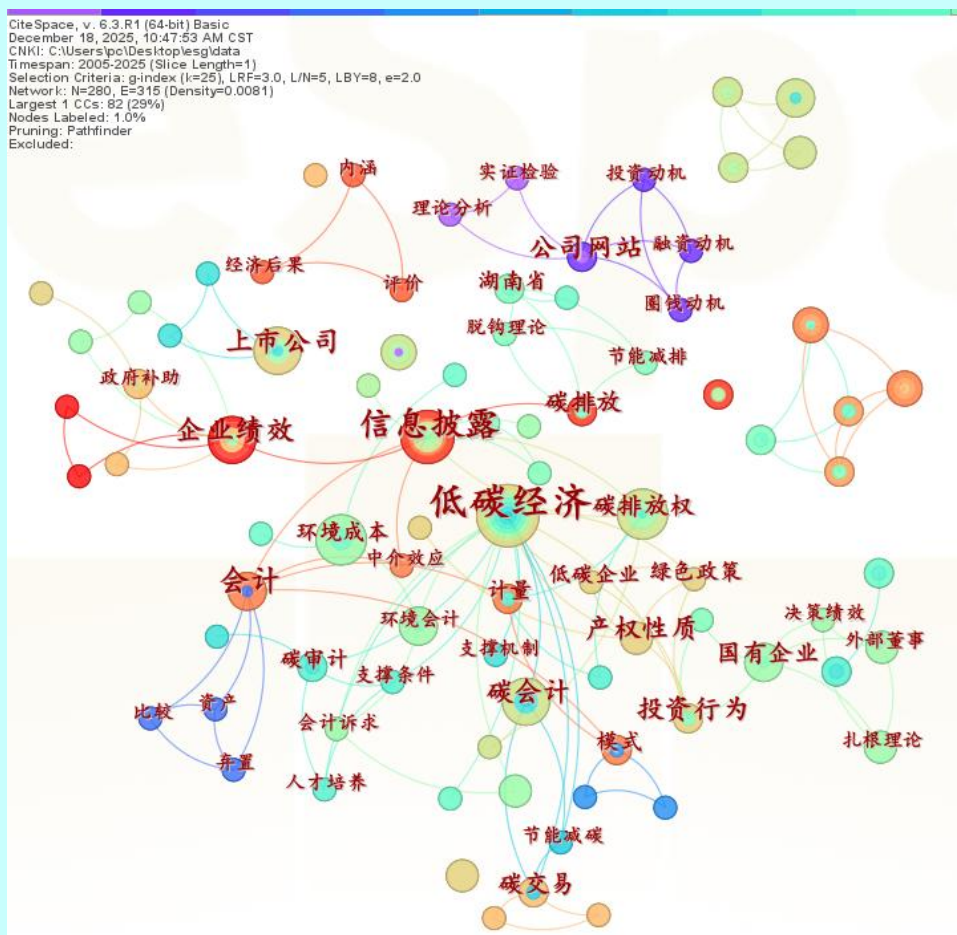 CiteSpace, v. 6.3.R1 (64-bit) Basic
December 18, 2025, 10:47:53 AM CST
CNKI: C:\Users\pc\Desktop\esg\data
Timespan: 2005-2025 (Slice Length=1)
Selection Criteria: g-index (k=25), LRF=3.0, L/N=5, LBY=8, e=2.0
Network: N=280, E=315 (Density=0.0081)
Largest 1 CCs: 82 (29%)
Nodes Labeled: 1.0%
Pruning: Pathfinder
Excluded:
内涵
实证检验
投资动机
理论分析
公司网站
融资动机
经济后果
评价
湖南省
圈钱动机
脱钩理论
上市公司
节能减排
政府补助
碳排放
企业绩效
信息披露
低碳经济
碳排放权
环境成本
中介效应
会计
计量
低碳企业
绿色政策
环境会计
产权性质
决策绩效
外部董事
国有企业
碳审计
支撑条件
支撑机制
碳会计
投资行为
比较
资产
会计诉求
模式
扎根理论
弃置
人才培养
节能减碳
碳交易